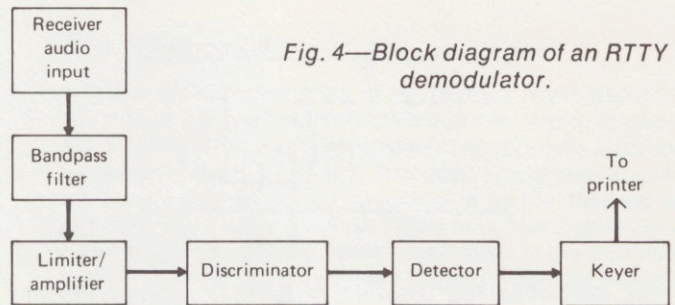 Receiver
audio
input
Fig. 4—Block diagram of an RTTY
demodulator.
Bandpass
filter
To
printer
Limiter/
amplifier
Discriminator
Detector
Keyer